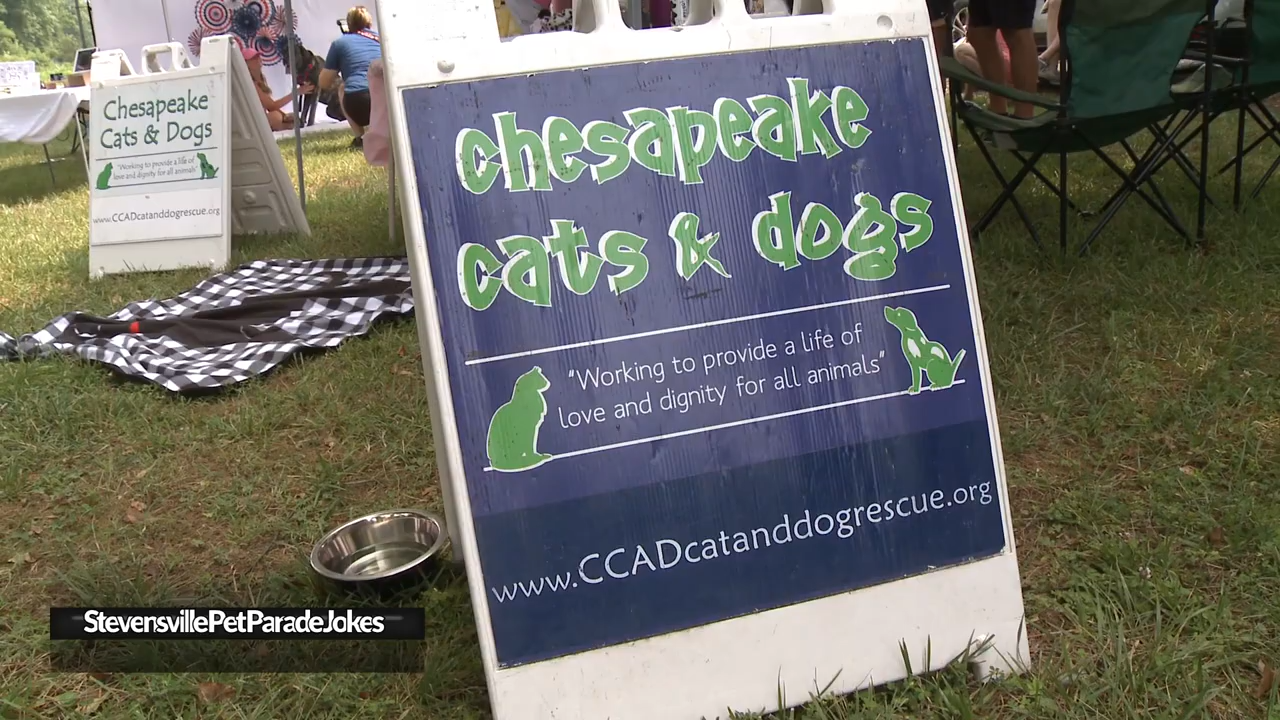 Chesapeake
Cats & Dogs
Working to provide a life of
love and dignity for all animals
www.CCADcatanddogrescue.org
chesapeake
cats & dogs
"Working to provide a life of
love and dignity for all animals"
www.CCADcatanddogrescue.org
StevensvillePetParadeJokes